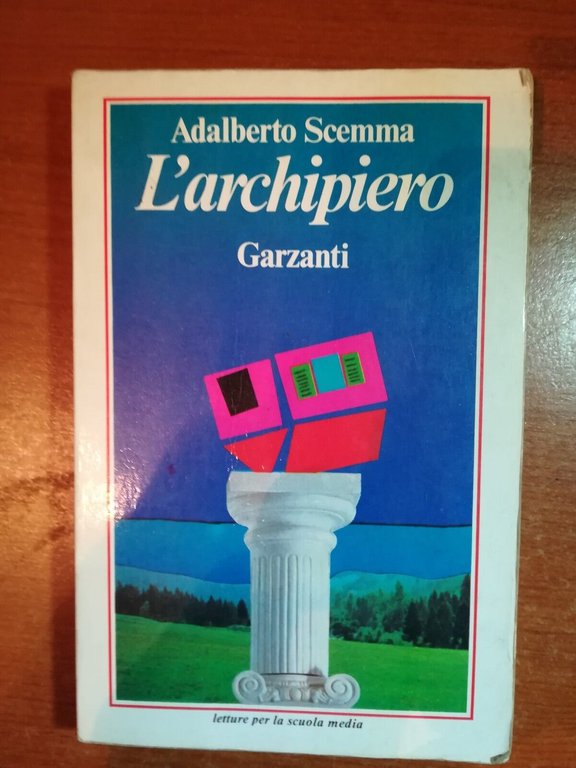 Adalberto Scemma
L'archipiero
Garzanti
letture per la scuola media